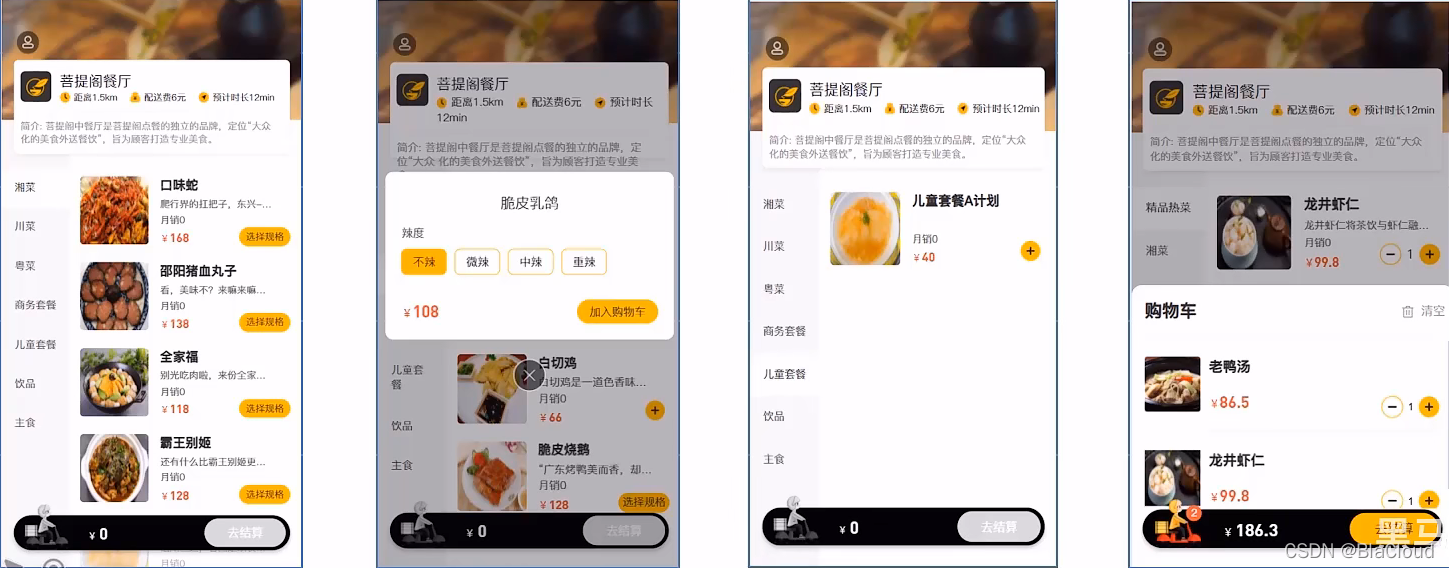 菩提阁餐厅
距离1.5km 配送费6元 预计时长12min
简介: 菩提阁中餐厅是菩提阁点餐的独立的品牌，定位“大众
化的美食外送餐饮”，旨为顾客打造专业美食。
湘菜
川菜
粤菜
商务套餐
儿童套餐
饮品
主食
口味蛇
爬行界的扛把子，东兴-...
月销0
￥168
选择规格
邵阳猪血丸子
看，美味不？来嘛来嘛...
月销0
￥138
选择规格
全家福
别光吃肉啦，来份全家...
月销0
￥118
选择规格
霸王别姬
还有什么比霸王别姬更...
月销0
￥128
选择规格
￥0
去结算
菩提阁餐厅
距离1.5km 配送费6元 预计时长
12min
简介: 菩提阁中餐厅是菩提阁点餐的独立的品牌，定
位“大众 化的美食外送餐饮”，旨为顾客打造专业美
脆皮乳鸽
辣度
不辣 微辣 中辣 重辣
￥108
加入购物车
儿童套
餐
饮品
主食
白切鸡
白切鸡是一道色香味...
月销0
￥66
脆皮烧鹅
“广东烤鸭美而香，却...
月销0
￥128
选择规格
￥0
去结算
菩提阁餐厅
距离1.5km 配送费6元 预计时长12min
简介: 菩提阁中餐厅是菩提阁点餐的独立的品牌，定位“大众
化的美食外送餐饮”，旨为顾客打造专业美食。
湘菜
川菜
粤菜
商务套餐
儿童套餐
饮品
主食
儿童套餐A计划
月销0
￥40
￥0
去结算
菩提阁餐厅
距离1.5km 配送费6元 预计时长12min
简介: 菩提阁中餐厅是菩提阁点餐的独立的品牌，定位“大众
化的美食外送餐饮”，旨为顾客打造专业美食。
精品热菜
湘菜
龙井虾仁
龙井虾仁将茶饮与虾仁融...
月销0
￥99.8
1
购物车
清空
老鸭汤
￥86.5
1
龙井虾仁
￥99.8
1
2
￥186.3
去结算
CSDN @BlaCloud